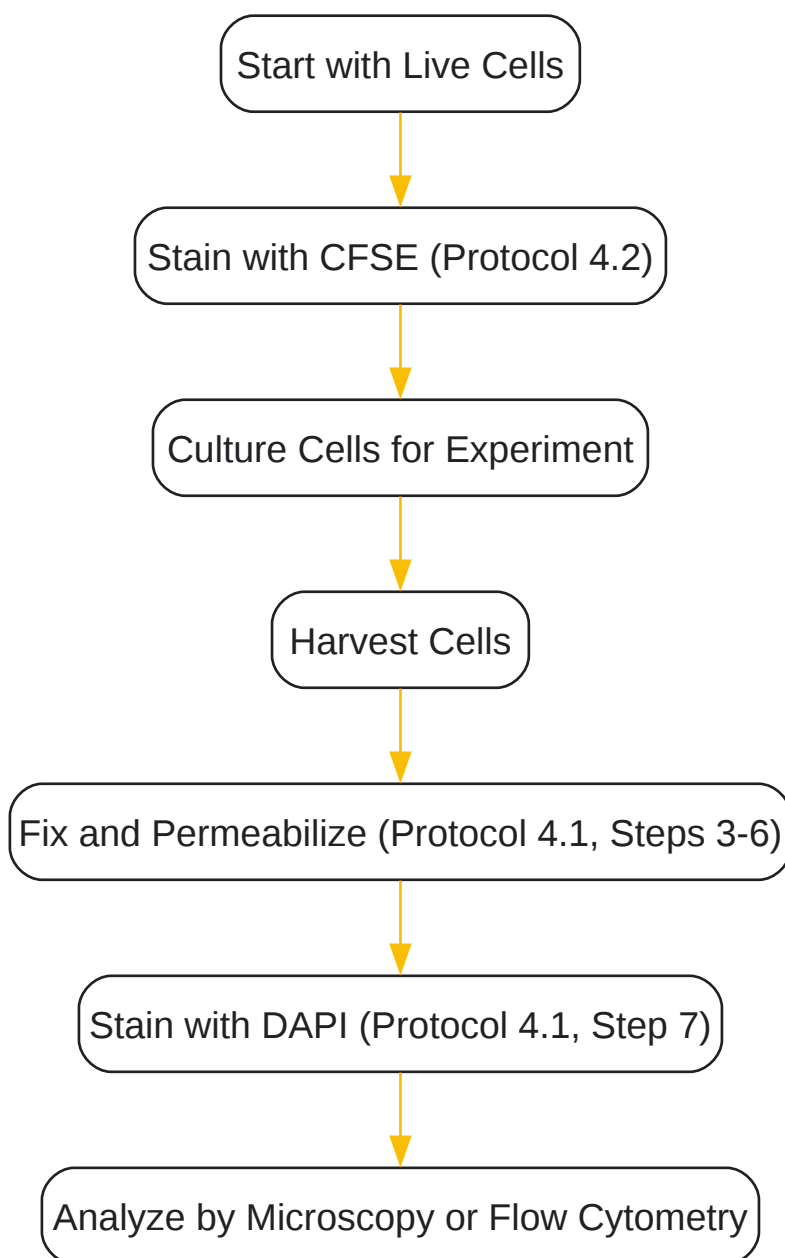 Start with Live Cells
Stain with CFSE (Protocol 4.2)
Culture Cells for Experiment
Harvest Cells
Fix and Permeabilize (Protocol 4.1, Steps 3-6)
Stain with DAPI (Protocol 4.1, Step 7)
Analyze by Microscopy or Flow Cytometry